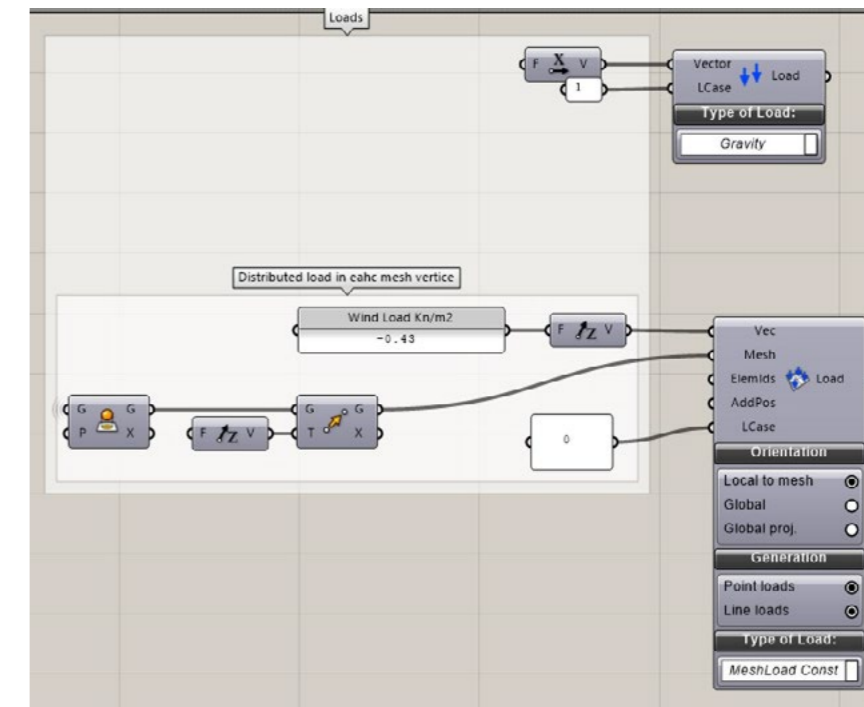 Loads
F X V
1
Vector
LCase
Load
Type of Load:
Gravity
Distributed load in eahc mesh vertice
Wind Load Kn/m2
-0.43
F Z V
G G
P X
F Z V
G G
T X
0
Vec
Mesh
ElemIds
Load
AddPos
LCase
Orientation
Local to mesh
Global
Global proj.
Generation
Point loads
Line loads
Type of Load:
MeshLoad Const